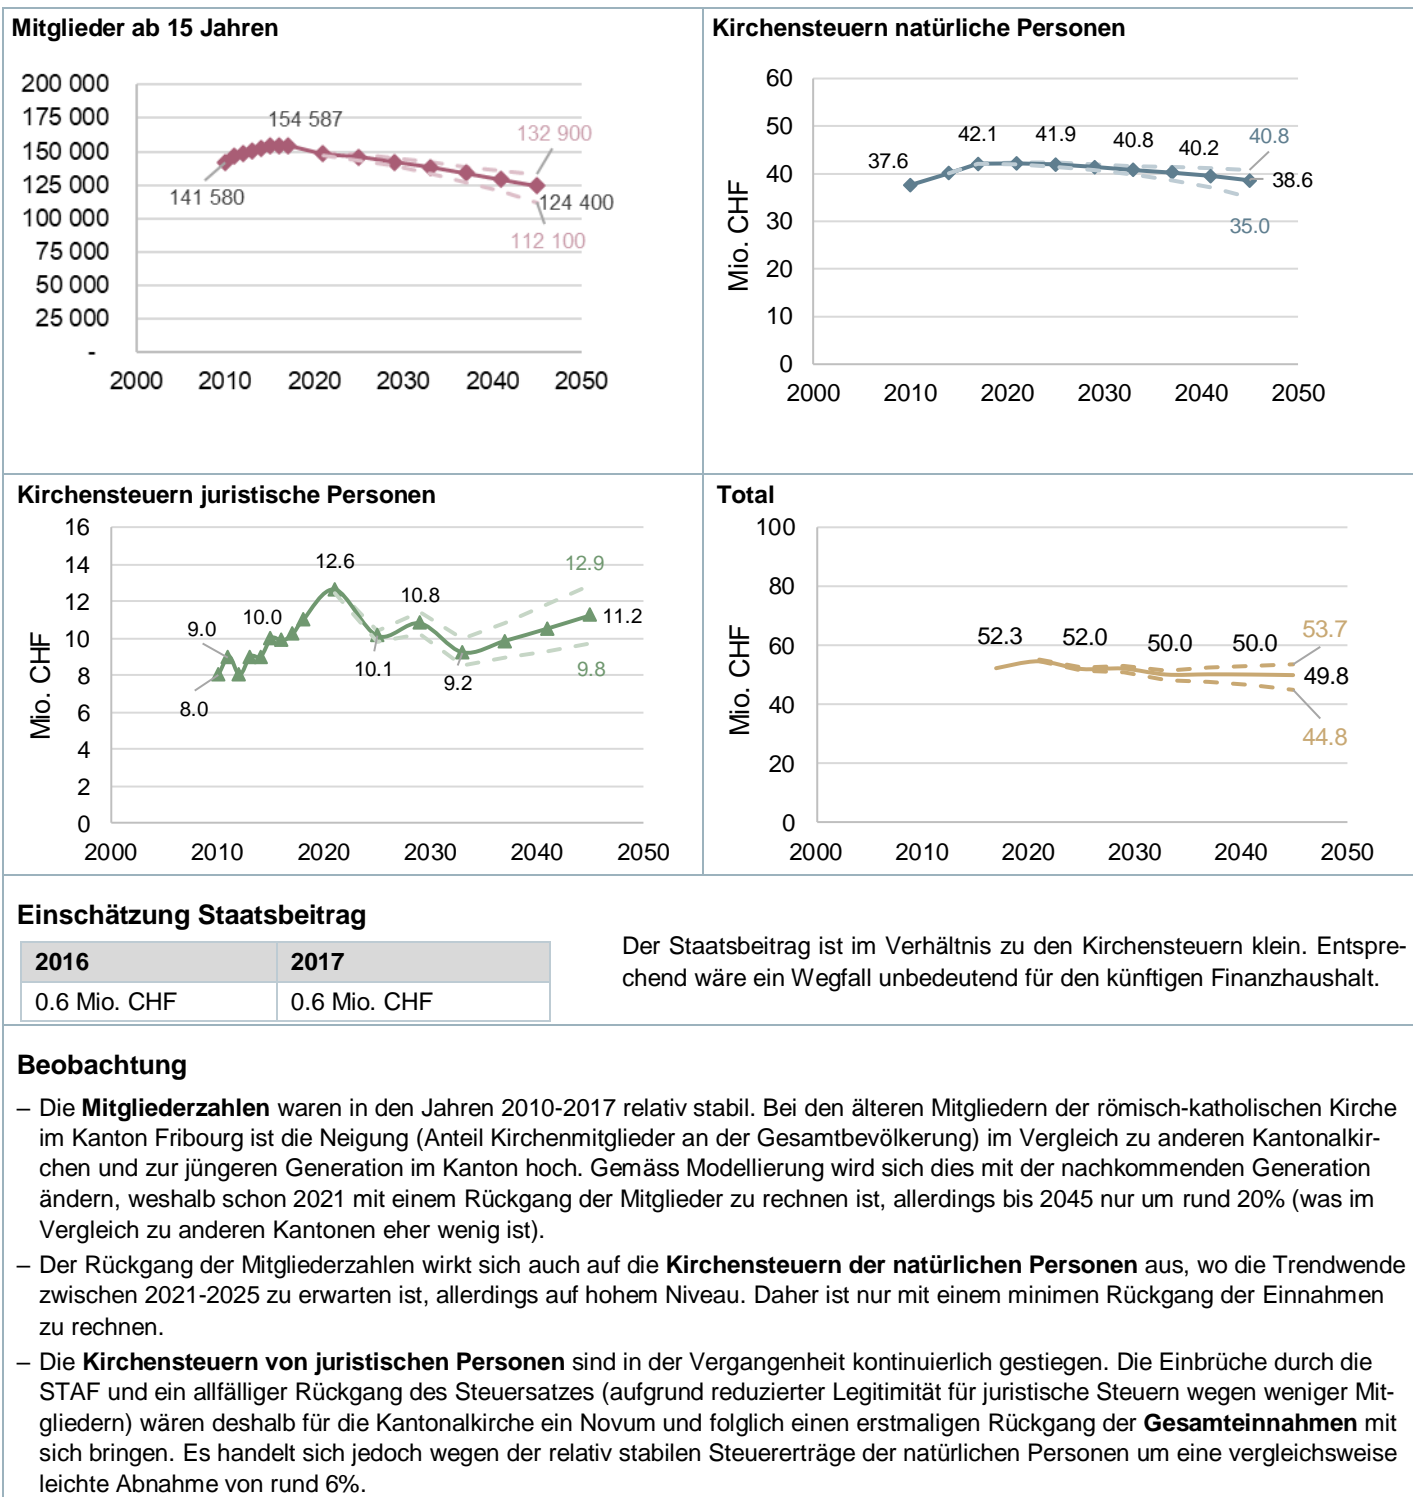 Mitglieder ab 15 Jahren
200 000
175 000
150 000
125 000
100 000
75 000
50 000
25 000
-
154 587
132 900
141 580
124 400
112 100
2000 2010 2020 2030 2040 2050
Kirchensteuern natürliche Personen
Mio. CHF
60
50
40
30
20
10
0
37.6
42.1
41.9
40.8
40.2
40.8
38.6
35.0
2000 2010 2020 2030 2040 2050
Kirchensteuern juristische Personen
Mio. CHF
16
14
12
10
8
6
4
2
0
8.0
9.0
10.0
12.6
10.1
10.8
9.2
12.9
11.2
9.8
2000 2010 2020 2030 2040 2050
Total
Mio. CHF
100
80
60
40
20
0
52.3
52.0
50.0
50.0
53.7
49.8
44.8
2000 2010 2020 2030 2040 2050
Einschätzung Staatsbeitrag
2016 2017
0.6 Mio. CHF 0.6 Mio. CHF
Der Staatsbeitrag ist im Verhältnis zu den Kirchensteuern klein. Entspre-
chend wäre ein Wegfall unbedeutend für den künftigen Finanzhaushalt.
Beobachtung
– Die Mitgliederzahlen waren in den Jahren 2010-2017 relativ stabil. Bei den älteren Mitgliedern der römisch-katholischen Kirche
im Kanton Fribourg ist die Neigung (Anteil Kirchenmitglieder an der Gesamtbevölkerung) im Vergleich zu anderen Kantonalkir-
chen und zur jüngeren Generation im Kanton hoch. Gemäss Modellierung wird sich dies mit der nachkommenden Generation
ändern, weshalb schon 2021 mit einem Rückgang der Mitglieder zu rechnen ist, allerdings bis 2045 nur um rund 20% (was im
Vergleich zu anderen Kantonen eher wenig ist).
– Der Rückgang der Mitgliederzahlen wirkt sich auch auf die Kirchensteuern der natürlichen Personen aus, wo die Trendwende
zwischen 2021-2025 zu erwarten ist, allerdings auf hohem Niveau. Daher ist nur mit einem minimen Rückgang der Einnahmen
zu rechnen.
– Die Kirchensteuern von juristischen Personen sind in der Vergangenheit kontinuierlich gestiegen. Die Einbrüche durch die
STAF und ein allfälliger Rückgang des Steuersatzes (aufgrund reduzierter Legitimität für juristische Steuern wegen weniger Mit-
gliedern) wären deshalb für die Kantonalkirche ein Novum und folglich einen erstmaligen Rückgang der Gesamteinnahmen mit
sich bringen. Es handelt sich jedoch wegen der relativ stabilen Steuererträge der natürlichen Personen um eine vergleichsweise
leichte Abnahme von rund 6%.